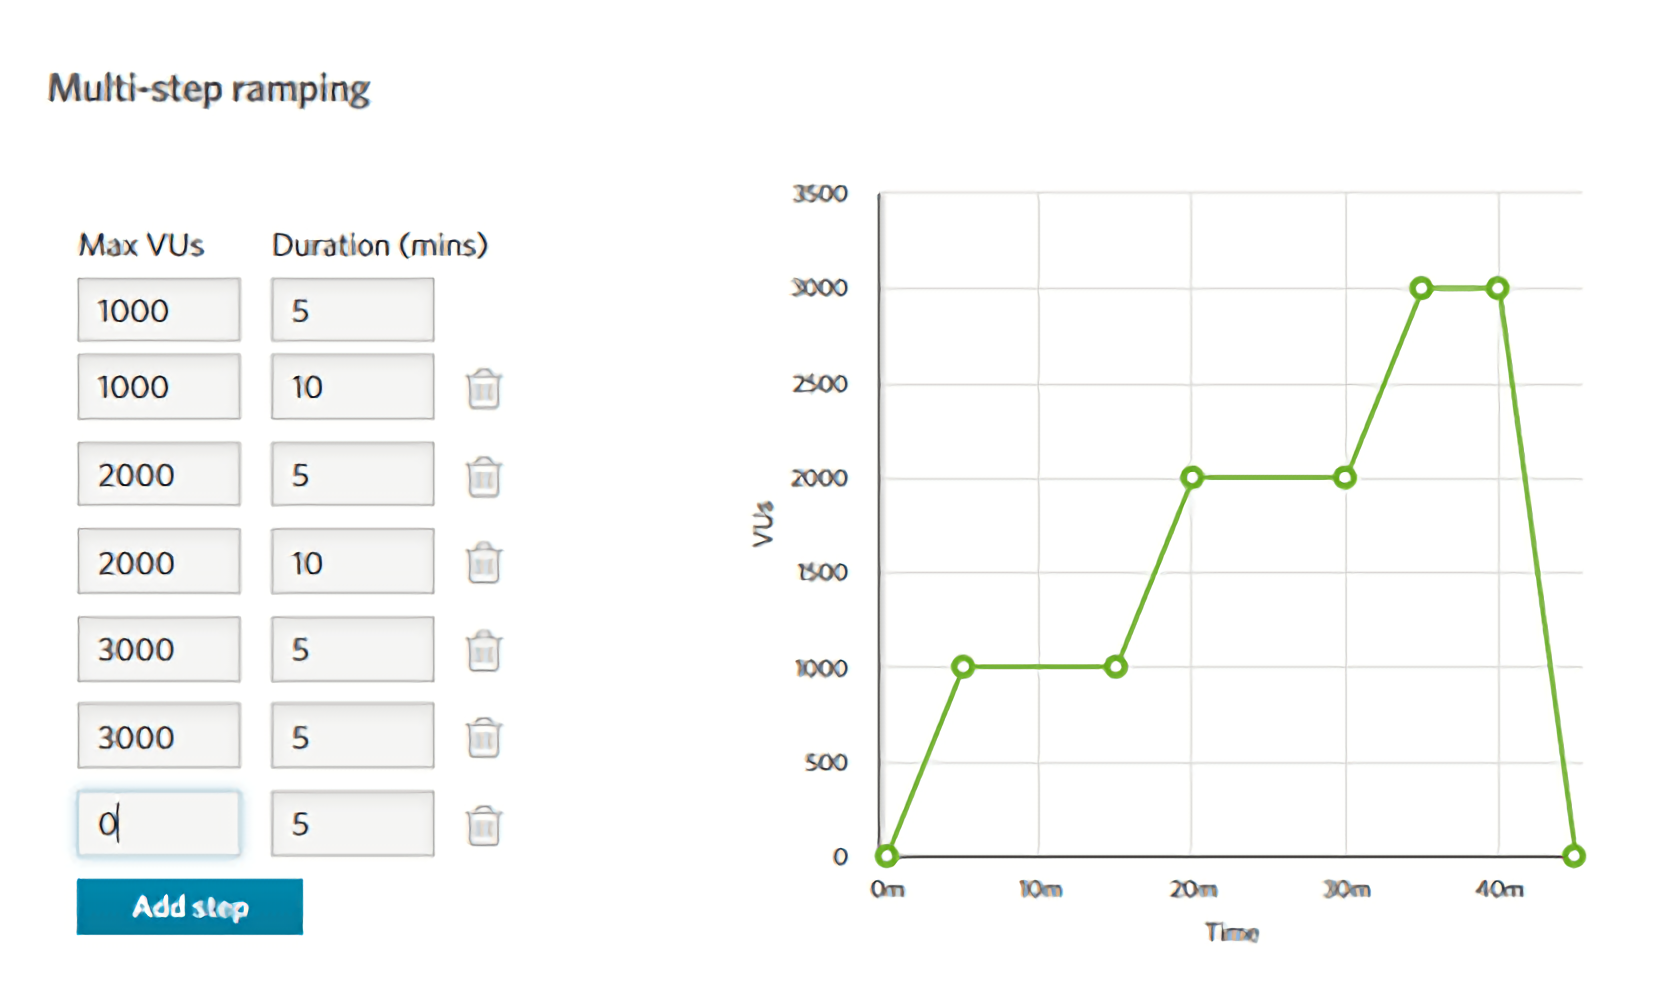 Multi-step ramping
Max VUs Duration (mins)
1000 5
1000 10
2000 5
2000 10
3000 5
3000 5
0 5
Add step
3500
3000
2500
2000
1500
1000
500
0
VUs
0m 10m 20m 30m 40m
Time